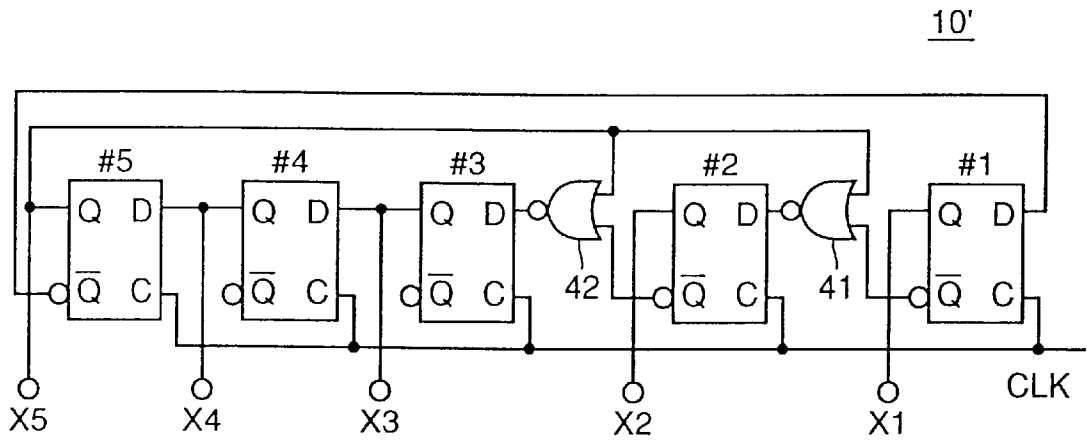 10'
#5 #4 #3 #2 #1
Q D Q D Q D Q D Q D
Q̅ C Q̅ C Q̅ C Q̅ C Q̅ C
42 41
CLK
X5 X4 X3 X2 X1